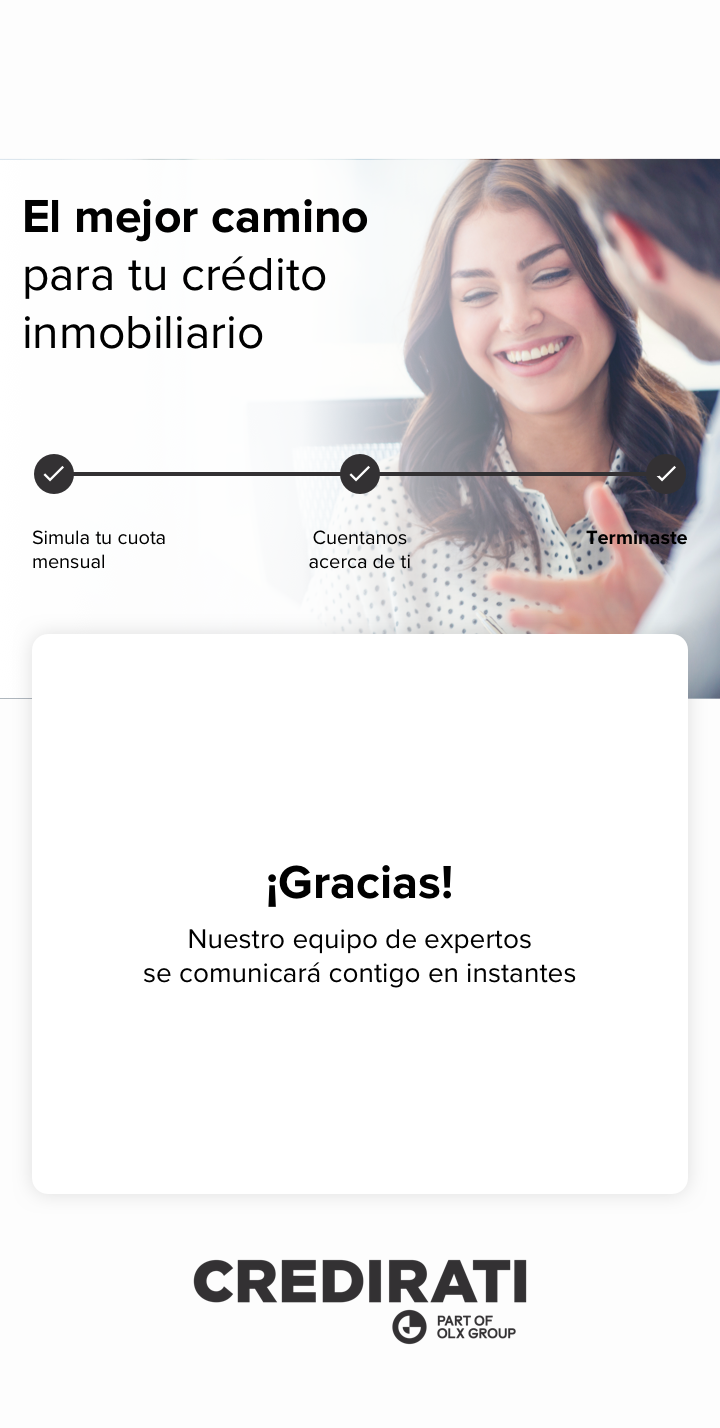 El mejor camino
para tu crédito
inmobiliario
Simula tu cuota
mensual
Cuentanos
acerca de ti
Terminaste
¡Gracias!
Nuestro equipo de expertos
se comunicará contigo en instantes
CREDIRATI
PART OF
OLX GROUP